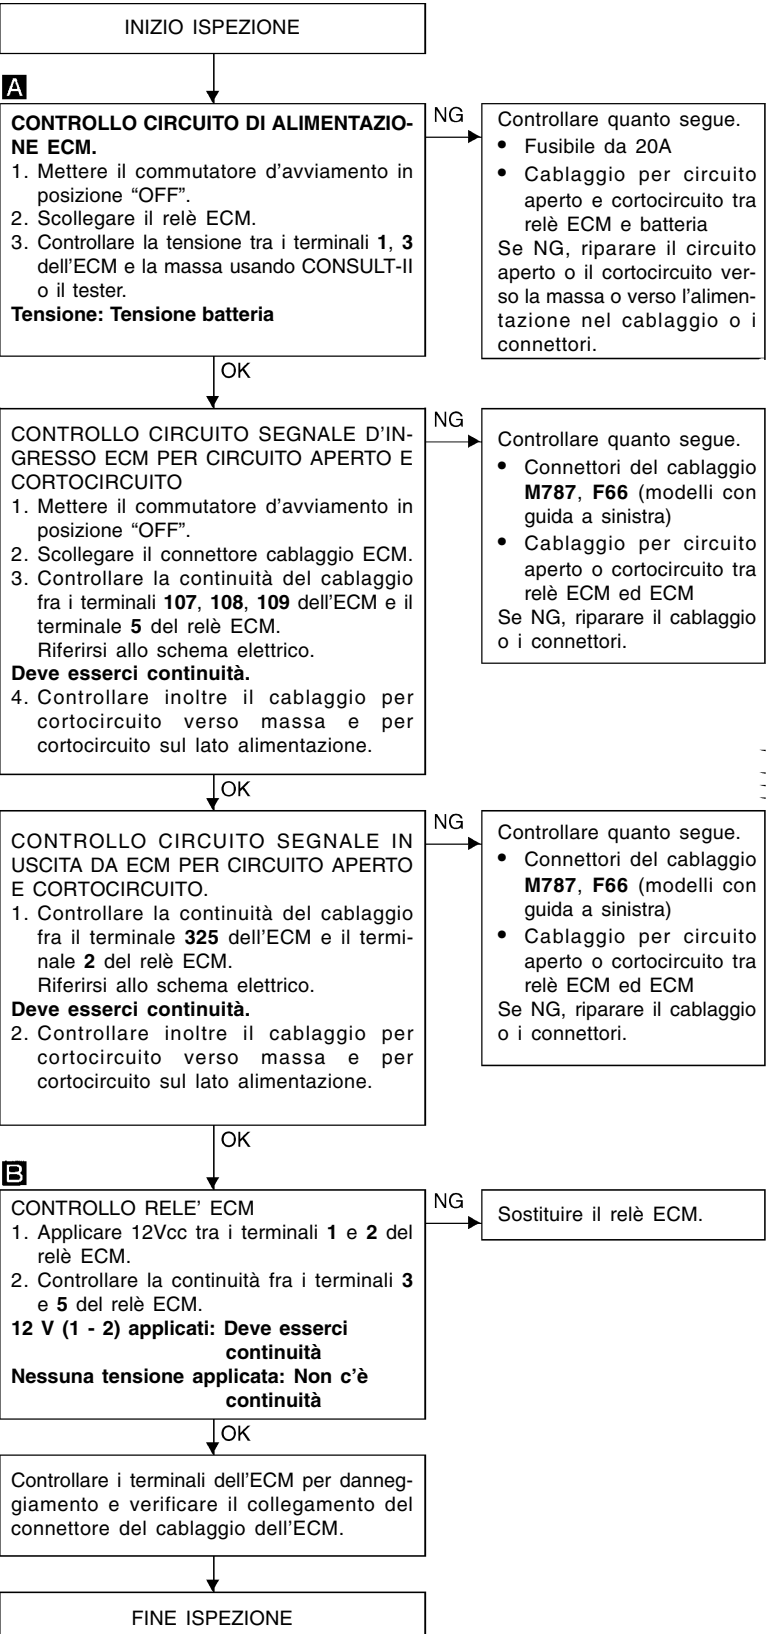 INIZIO ISPEZIONE
A
CONTROLLO CIRCUITO DI ALIMENTAZIO-
NE ECM.
1. Mettere il commutatore d'avviamento in
posizione “OFF”.
2. Scollegare il relè ECM.
3. Controllare la tensione tra i terminali 1, 3
dell'ECM e la massa usando CONSULT-II
o il tester.
Tensione: Tensione batteria
NG
Controllare quanto segue.
• Fusibile da 20A
• Cablaggio per circuito
aperto e cortocircuito tra
relè ECM e batteria
Se NG, riparare il circuito
aperto o il cortocircuito ver-
so la massa o verso l'alimen-
tazione nel cablaggio o i
connettori.
OK
CONTROLLO CIRCUITO SEGNALE D'IN-
GRESSO ECM PER CIRCUITO APERTO E
CORTOCIRCUITO
1. Mettere il commutatore d'avviamento in
posizione “OFF”.
2. Scollegare il connettore cablaggio ECM.
3. Controllare la continuità del cablaggio
fra i terminali 107, 108, 109 dell'ECM e il
terminale 5 del relè ECM.
Riferirsi allo schema elettrico.
Deve esserci continuità.
4. Controllare inoltre il cablaggio per
cortocircuito verso massa e per
cortocircuito sul lato alimentazione.
NG
Controllare quanto segue.
• Connettori del cablaggio
M787, F66 (modelli con
guida a sinistra)
• Cablaggio per circuito
aperto o cortocircuito tra
relè ECM ed ECM
Se NG, riparare il cablaggio
o i connettori.
OK
CONTROLLO CIRCUITO SEGNALE IN
USCITA DA ECM PER CIRCUITO APERTO
E CORTOCIRCUITO.
1. Controllare la continuità del cablaggio
fra il terminale 325 dell'ECM e il termi-
nale 2 del relè ECM.
Riferirsi allo schema elettrico.
Deve esserci continuità.
2. Controllare inoltre il cablaggio per
cortocircuito verso massa e per
cortocircuito sul lato alimentazione.
NG
Controllare quanto segue.
• Connettori del cablaggio
M787, F66 (modelli con
guida a sinistra)
• Cablaggio per circuito
aperto o cortocircuito tra
relè ECM ed ECM
Se NG, riparare il cablaggio
o i connettori.
OK
B
CONTROLLO RELE' ECM
1. Applicare 12Vcc tra i terminali 1 e 2 del
relè ECM.
2. Controllare la continuità fra i terminali 3
e 5 del relè ECM.
12 V (1 - 2) applicati: Deve esserci
continuità
Nessuna tensione applicata: Non c'è
continuità
NG
Sostituire il relè ECM.
OK
Controllare i terminali dell'ECM per danneg-
giamento e verificare il collegamento del
connettore del cablaggio dell'ECM.
FINE ISPEZIONE